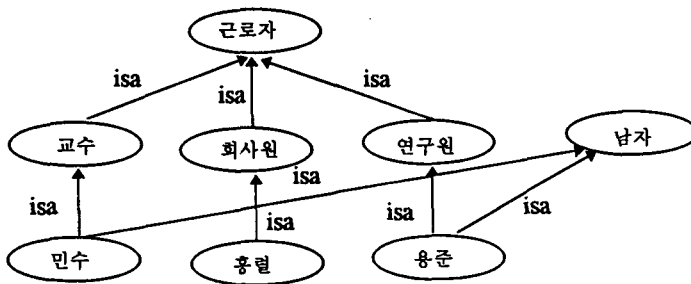 근로자
isa isa isa
교수 회사원 연구원 남자
isa isa isa isa isa
민수 홍렬 용준